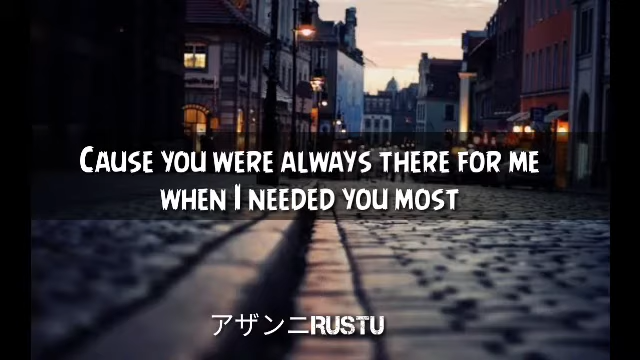 Cause you were always there for me
when I needed you most
アザンニRUSTU